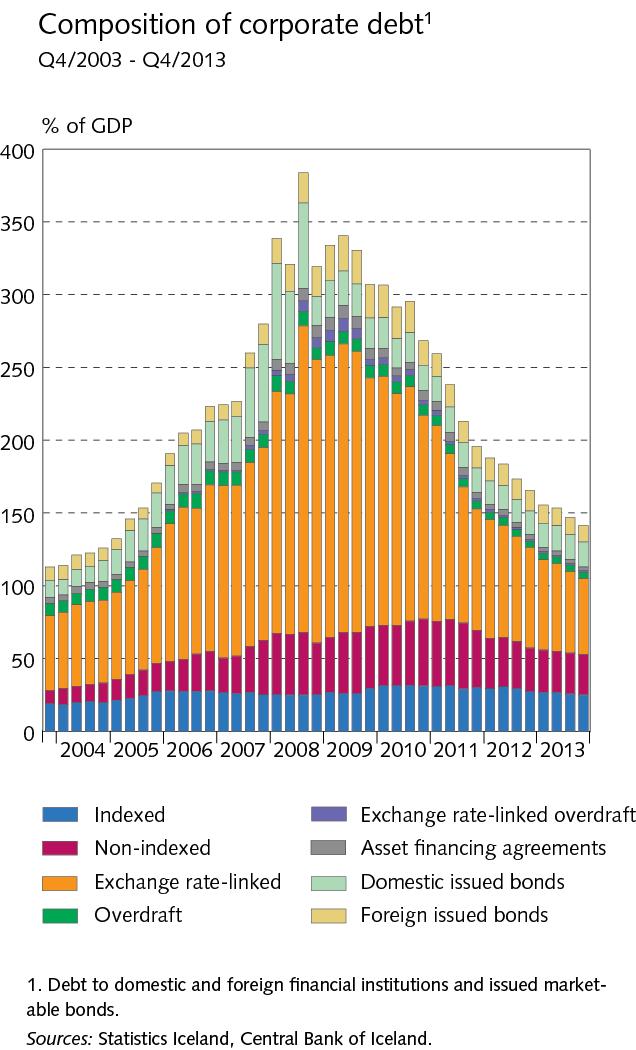 Composition of corporate debt¹
Q4/2003 - Q4/2013
% of GDP
400
350
300
250
200
150
100
50
0
2004 2005 2006 2007 2008 2009 2010 2011 2012 2013
Indexed
Non-indexed
Exchange rate-linked
Overdraft
Exchange rate-linked overdraft
Asset financing agreements
Domestic issued bonds
Foreign issued bonds
1. Debt to domestic and foreign financial institutions and issued market-
able bonds.
Sources: Statistics Iceland, Central Bank of Iceland.